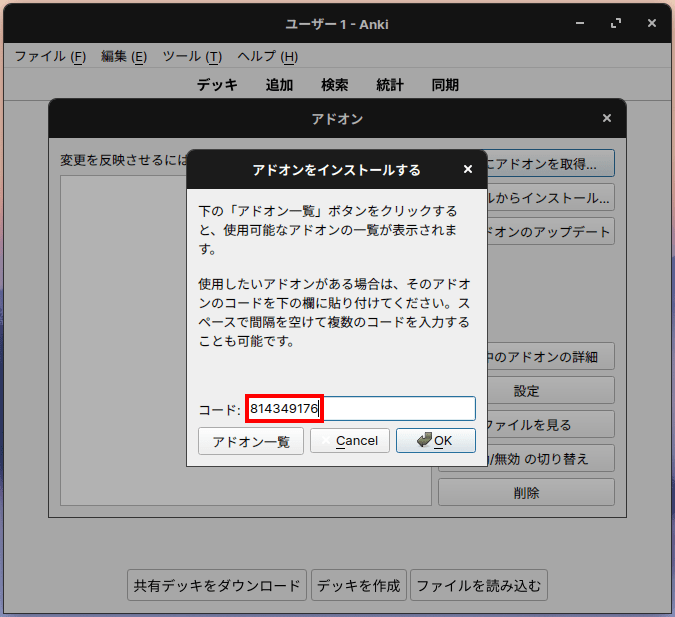 ユーザー 1 - Anki
ファイル (F) 編集 (E) ツール (T) ヘルプ (H)
デッキ 追加 検索 統計 同期
アドオン
変更を反映させるには
アドオンを取得...
からインストール...
ドオンのアップデート
アドオンをインストールする
下の「アドオン一覧」ボタンをクリックする
と、使用可能なアドオンの一覧が表示されま
す。
使用したいアドオンがある場合は、そのアドオ
ンのコードを下の欄に貼り付けてください。ス
ペースで間隔を空けて複数のコードを入力する
ことも可能です。
コード: 814349176
アドオン一覧 Cancel OK
中のアドオンの詳細
設定
ファイルを見る
/無効 の切り替え
削除
共有デッキをダウンロード デッキを作成 ファイルを読み込む